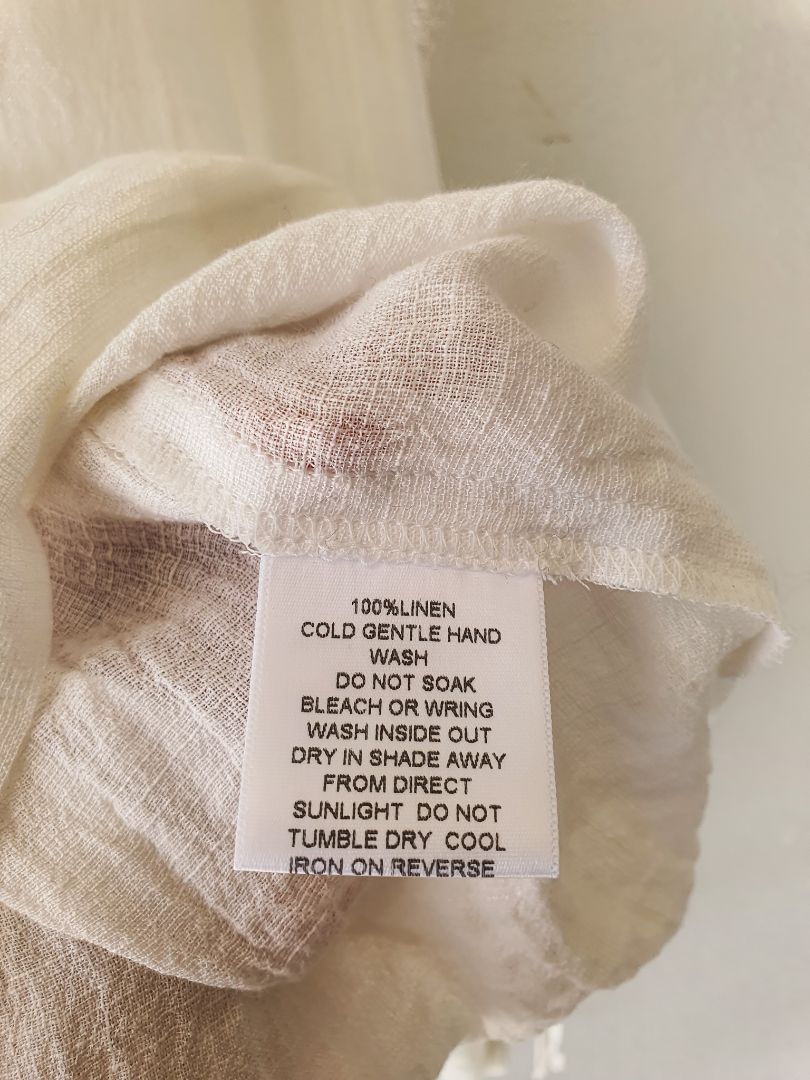 100%LINEN
COLD GENTLE HAND
WASH
DO NOT SOAK
BLEACH OR WRING
WASH INSIDE OUT
DRY IN SHADE AWAY
FROM DIRECT
SUNLIGHT DO NOT
TUMBLE DRY COOL
IRON ON REVERSE